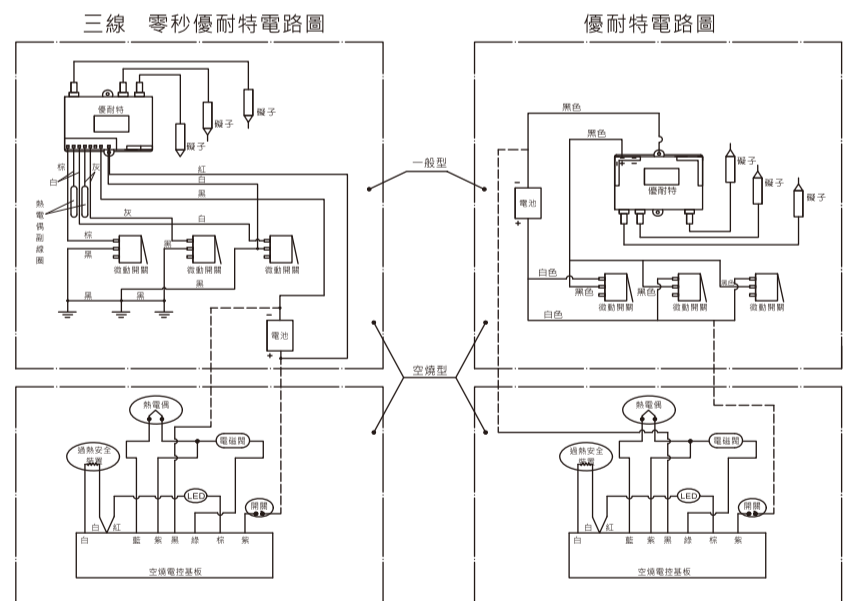 三線 零秒優耐特電路圖
優耐特
礙子
礙子
礙子
棕
灰
白
紅
白
黑
熱電偶副線圈
灰
白
棕
黑
黑
微動開關
微動開關
微動開關
黑
黑
黑
－
電池
＋
熱電偶
電磁閥
過熱安全
裝置
LED
開關
白
白
紅
藍
紫
黑
綠
棕
紫
空燒電控基板
一般型
空燒型
優耐特電路圖
黑色
黑色
＋ －
優耐特
礙子
礙子
礙子
－
電池
＋
白色
黑色
黑色
黑色
微動開關
微動開關
微動開關
白色
熱電偶
電磁閥
過熱安全
裝置
LED
開關
白
白
紅
藍
紫
黑
綠
棕
紫
空燒電控基板